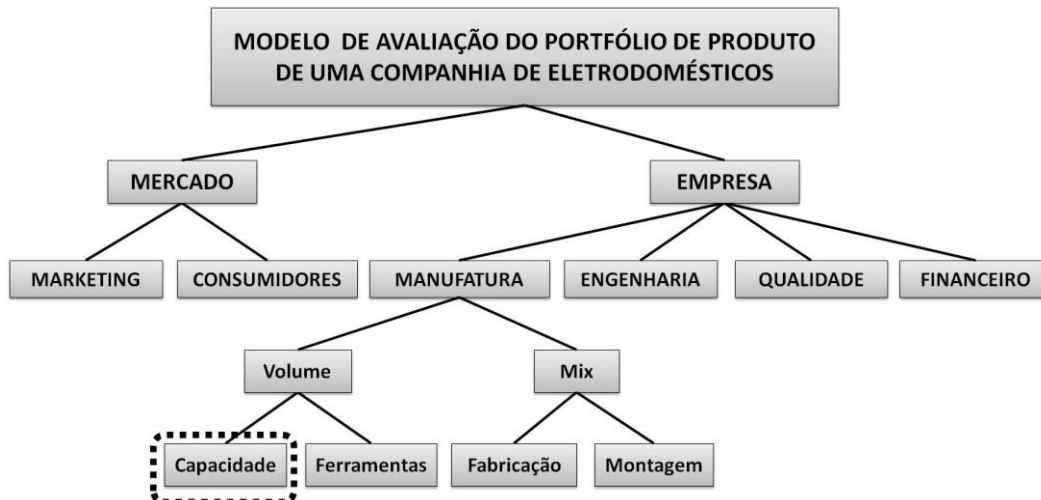 MODELO DE AVALIAÇÃO DO PORTFÓLIO DE PRODUTO
DE UMA COMPANHIA DE ELETRODOMÉSTICOS
MERCADO
EMPRESA
MARKETING
CONSUMIDORES
MANUFATURA
ENGENHARIA
QUALIDADE
FINANCEIRO
Volume
Mix
Capacidade
Ferramentas
Fabricação
Montagem